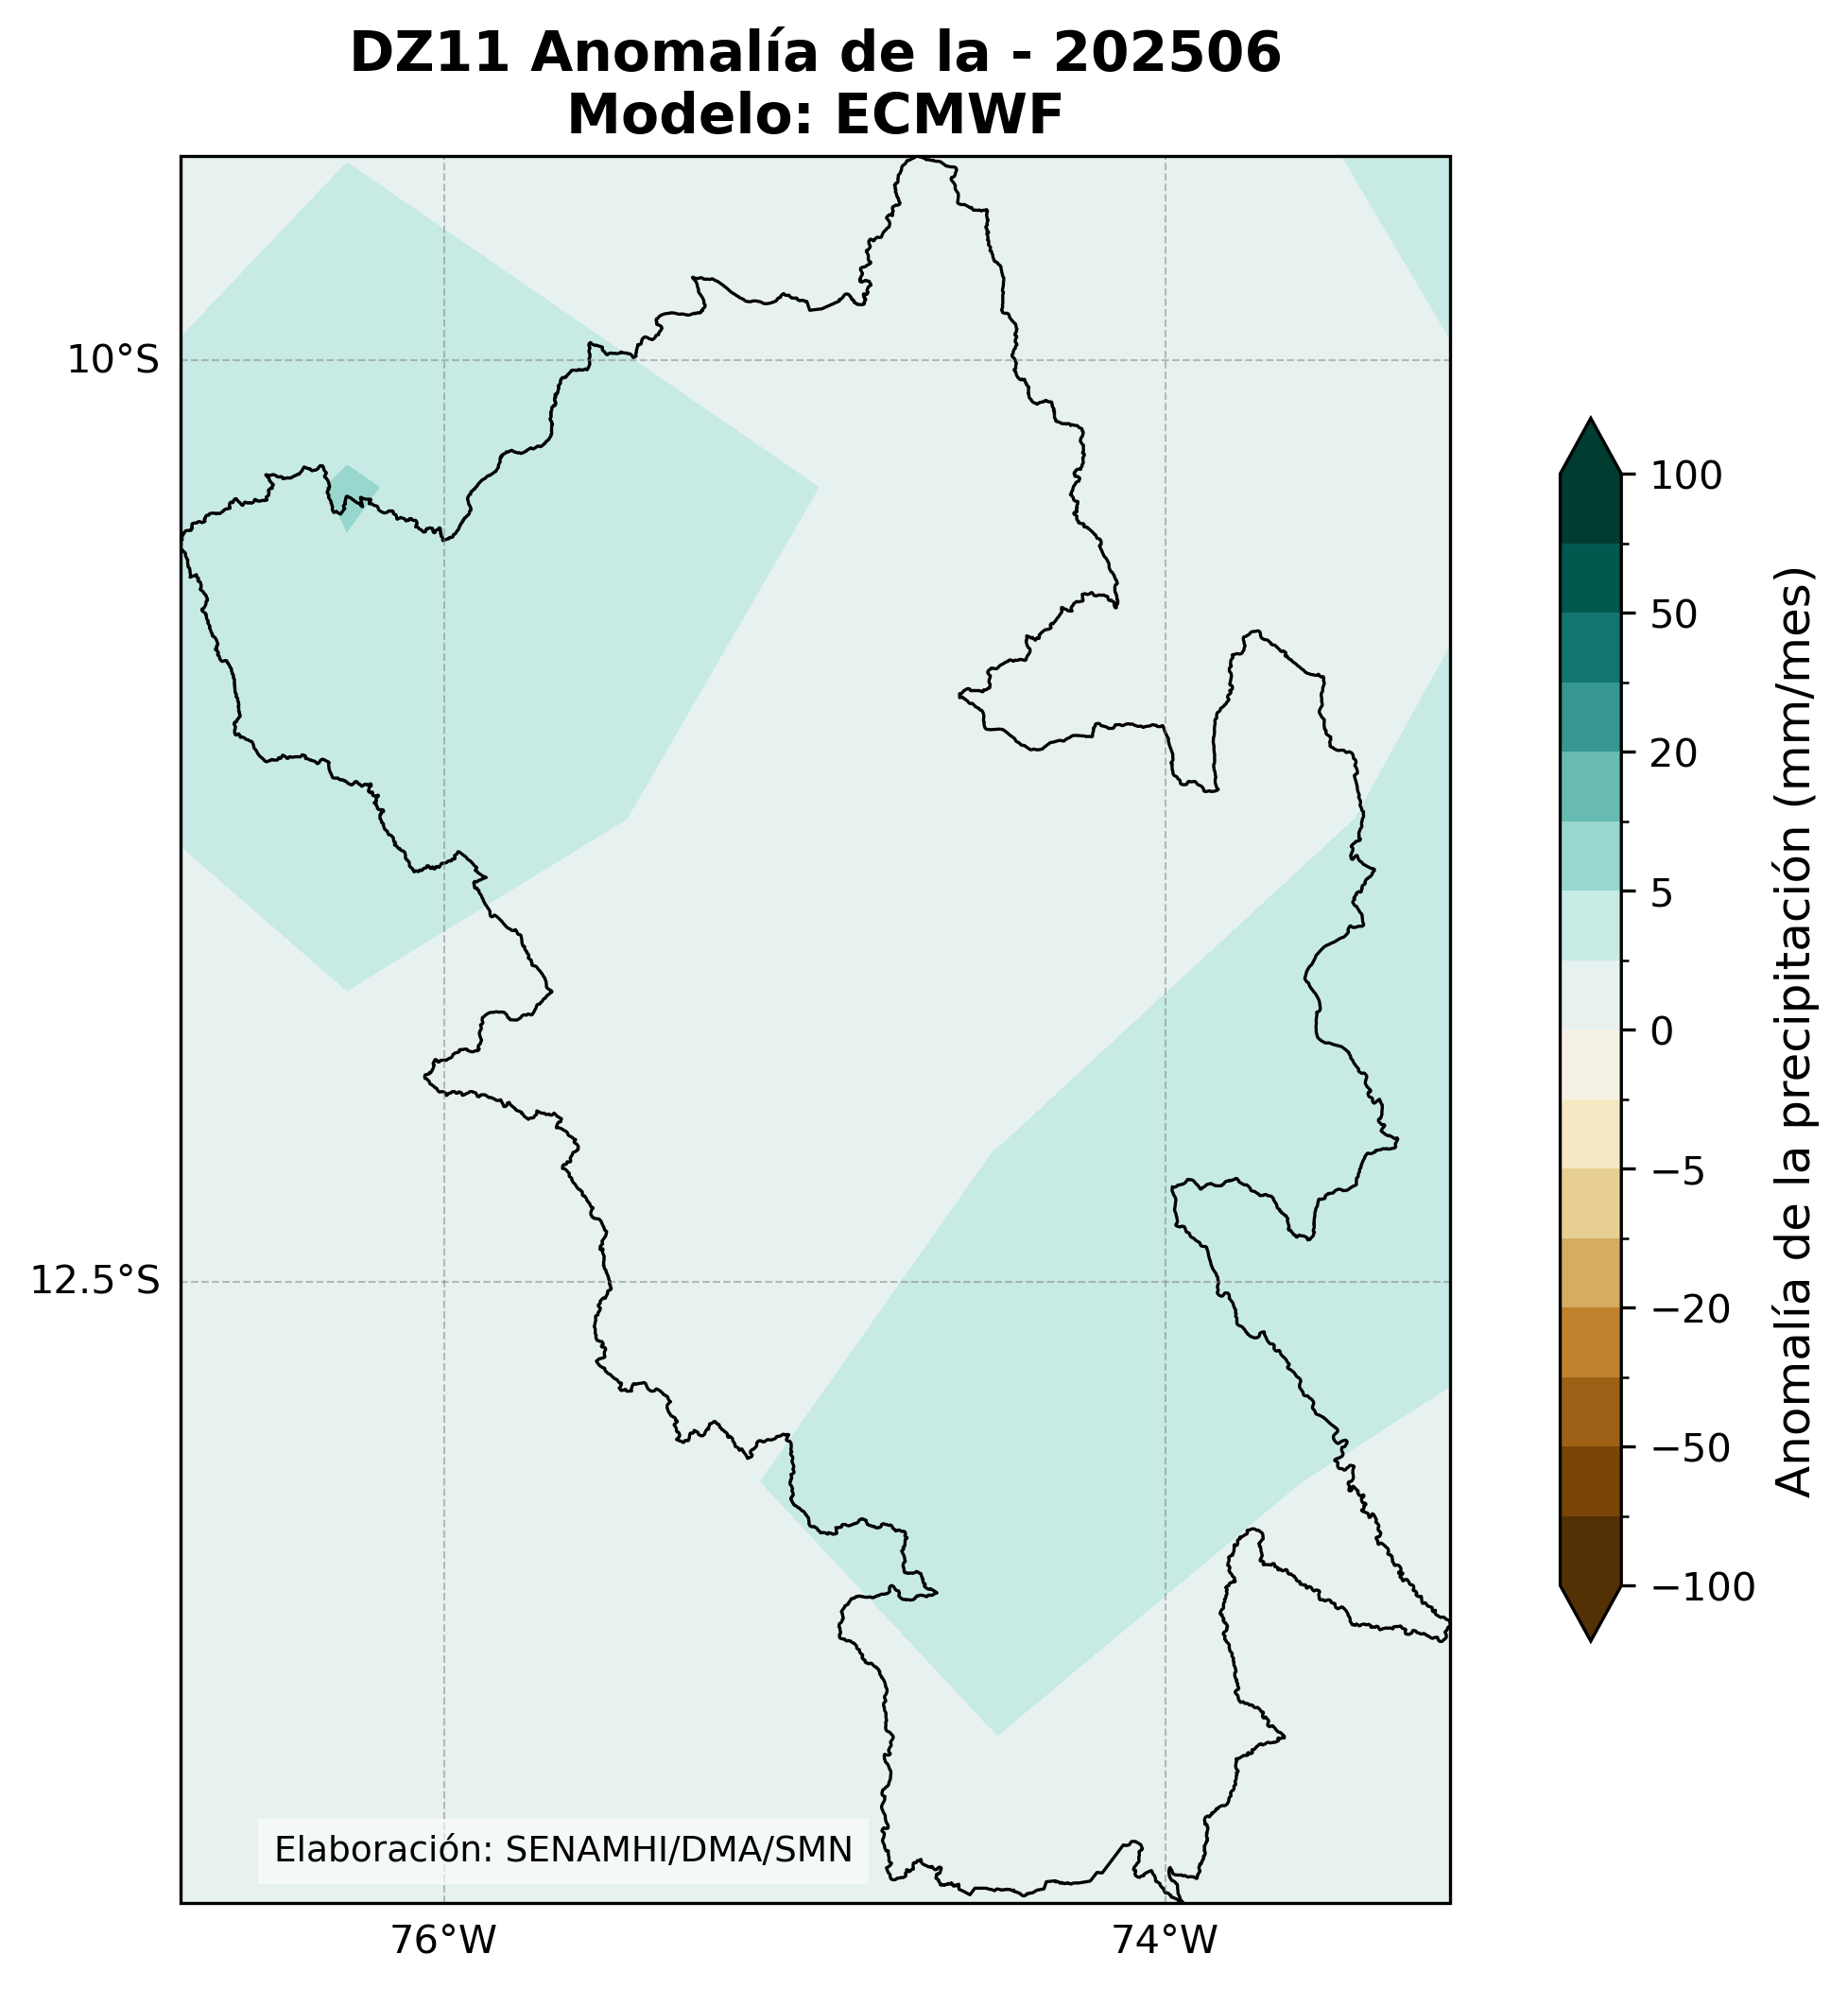 DZ11 Anomalía de la - 202506
Modelo: ECMWF
10°S
12.5°S
76°W
74°W
Elaboración: SENAMHI/DMA/SMN
100
50
20
5
0
−5
−20
−50
−100
Anomalía de la precipitación (mm/mes)